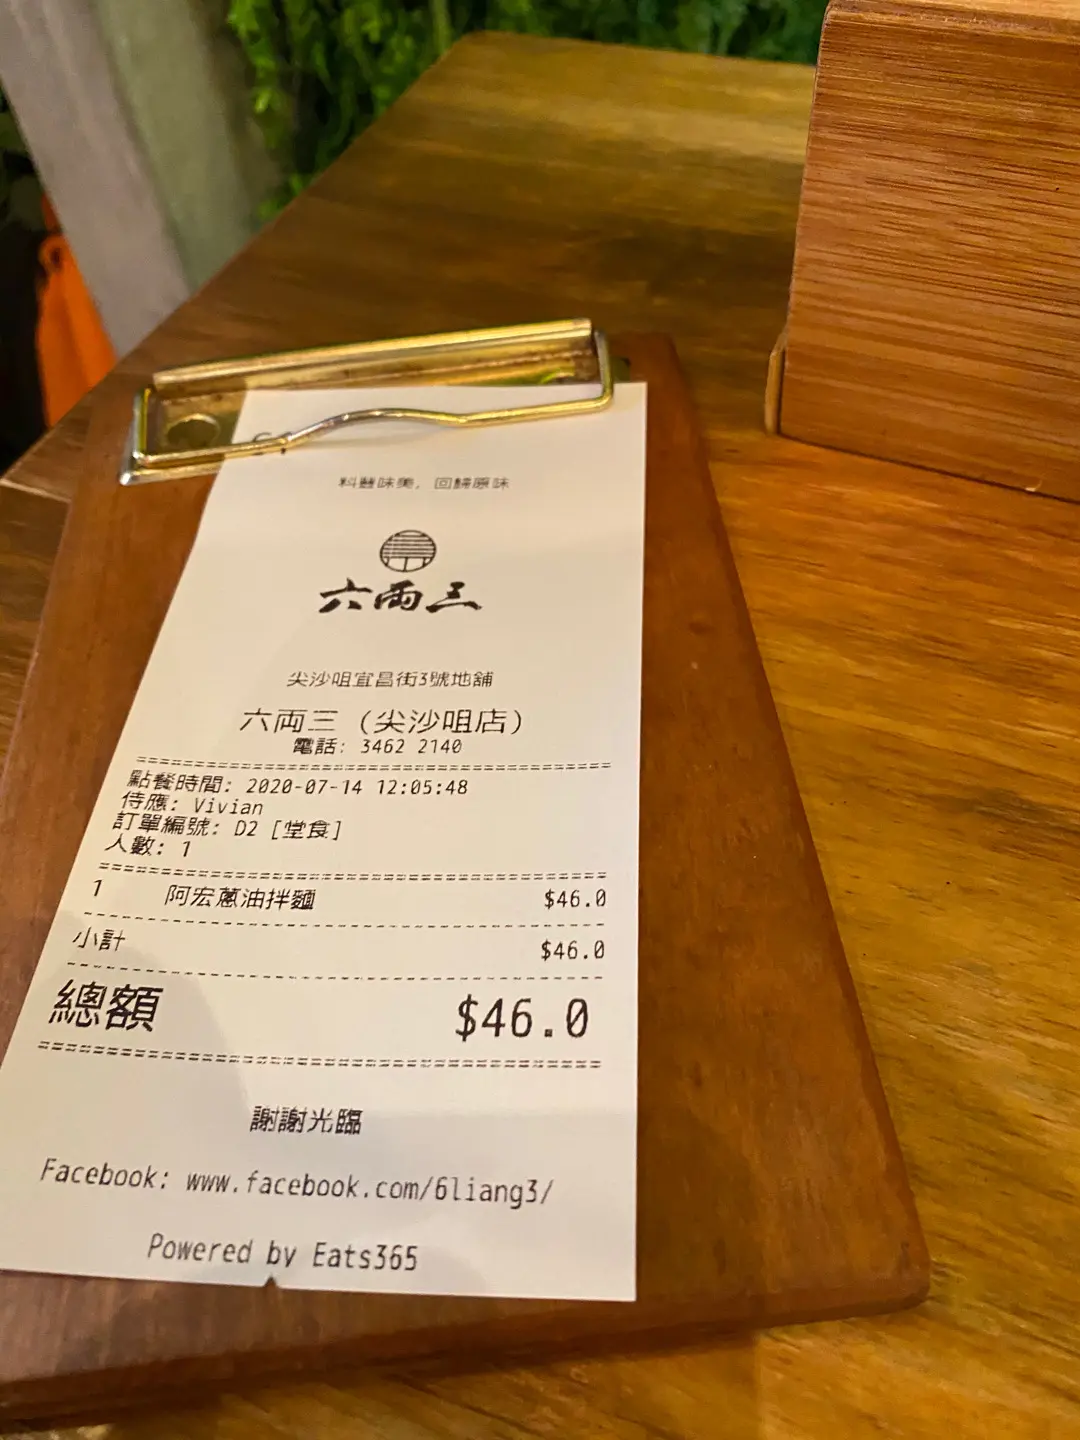 料豐味美，回歸原味
六両三
尖沙咀宜昌街3號地舖
六両三 (尖沙咀店)
電話: 3462 2140
點餐時間: 2020-07-14 12:05:48
侍應: Vivian
訂單編號: D2 [堂食]
人數: 1
1 阿宏蔥油拌麵 $46.0
小計 $46.0
總額 $46.0
謝謝光臨
Facebook: www.facebook.com/6liang3/
Powered by Eats365